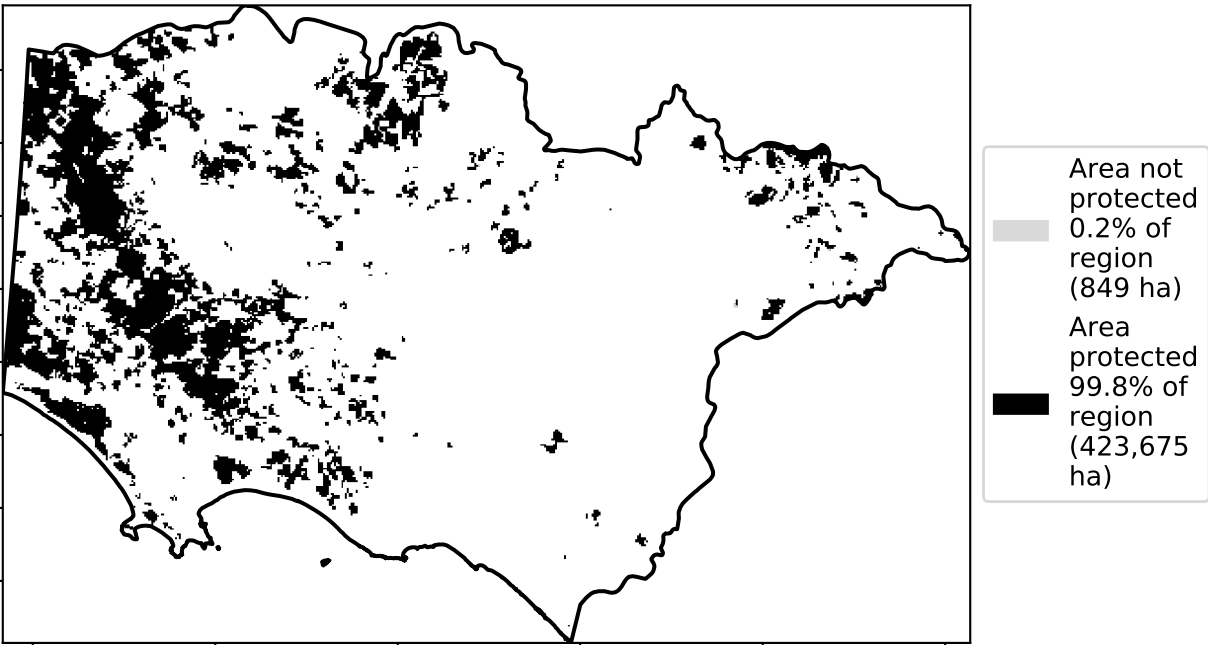 Area not
protected
0.2% of
region
(849 ha)
Area
protected
99.8% of
region
(423,675
ha)